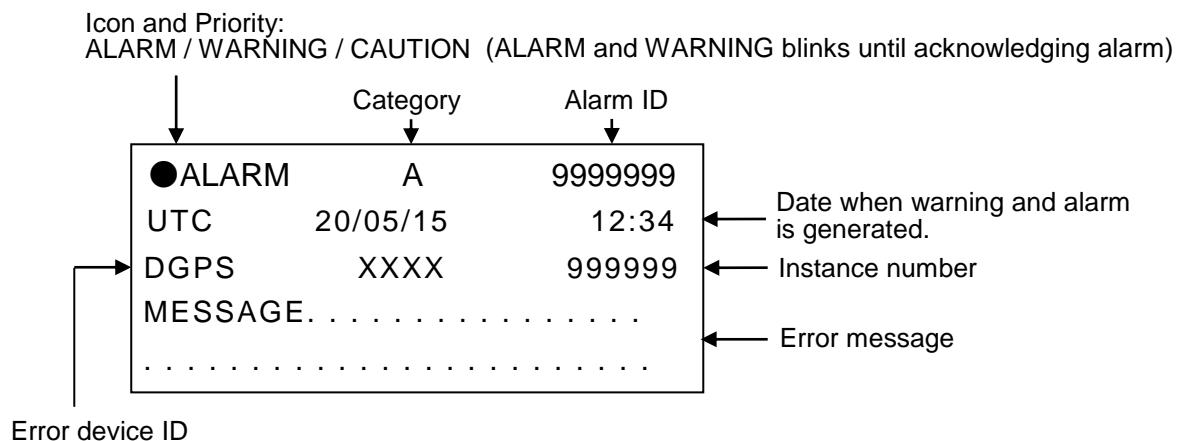 Icon and Priority:
ALARM / WARNING / CAUTION (ALARM and WARNING blinks until acknowledging alarm)
Category Alarm ID
●ALARM A 9999999
UTC 20/05/15 12:34
Date when warning and alarm
is generated.
DGPS XXXX 999999
Instance number
MESSAGE. . . . . . . . . . . . . . . . .
Error message
. . . . . . . . . . . . . . . . . . . . . . . . .
Error device ID